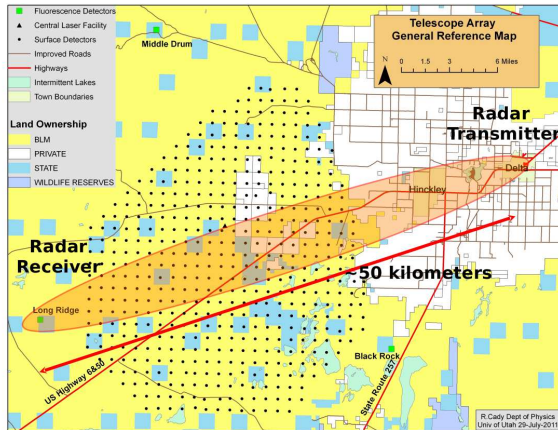 Fluorescence Detectors
Central Laser Facility
Surface Detectors
Improved Roads
Highways
Intermittent Lakes
Town Boundaries
Land Ownership
BLM
PRIVATE
STATE
WILDLIFE RESERVES
Middle Drum
Telescope Array
General Reference Map
N
0 1.5 3 6 Miles
Radar
Transmitter
Delta
Hinckley
Radar
Receiver
~50 kilometers
Long Ridge
Black Rock
US Highway 6&50
State Route 257
R.Cady Dept of Physics
Univ of Utah 29-July-201